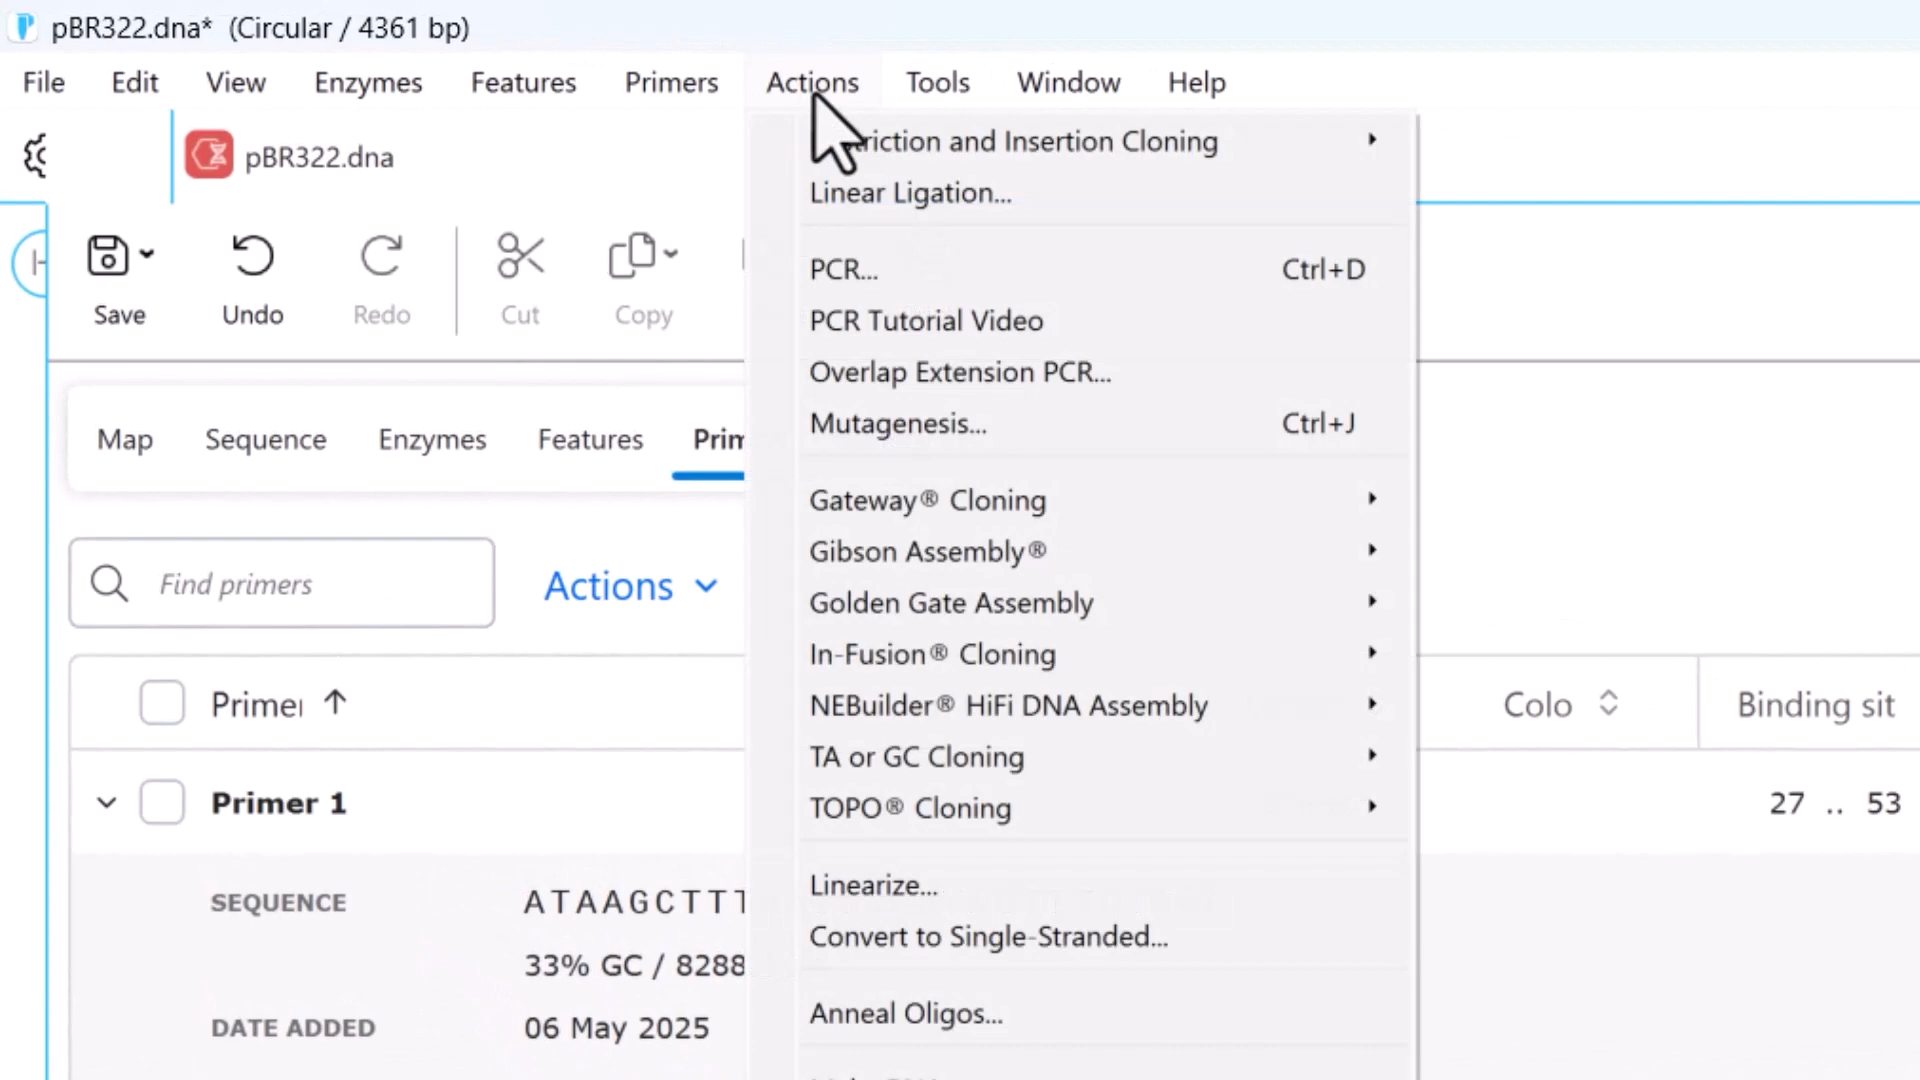 pBR322.dna* (Circular / 4361 bp)
File Edit View Enzymes Features Primers Actions Tools Window Help
pBR322.dna
Save Undo Redo Cut Copy
Map Sequence Enzymes Features Prim
Find primers
Actions
Prime
Primer 1
SEQUENCE ATAAGCTTT
33% GC / 8288
DATE ADDED 06 May 2025
triction and Insertion Cloning
Linear Ligation...
PCR... Ctrl+D
PCR Tutorial Video
Overlap Extension PCR...
Mutagenesis... Ctrl+J
Gateway® Cloning
Gibson Assembly®
Golden Gate Assembly
In-Fusion® Cloning
NEBuilder® HiFi DNA Assembly
TA or GC Cloning
TOPO® Cloning
Linearize...
Convert to Single-Stranded...
Anneal Oligos...
Colo Binding sit
27 .. 53